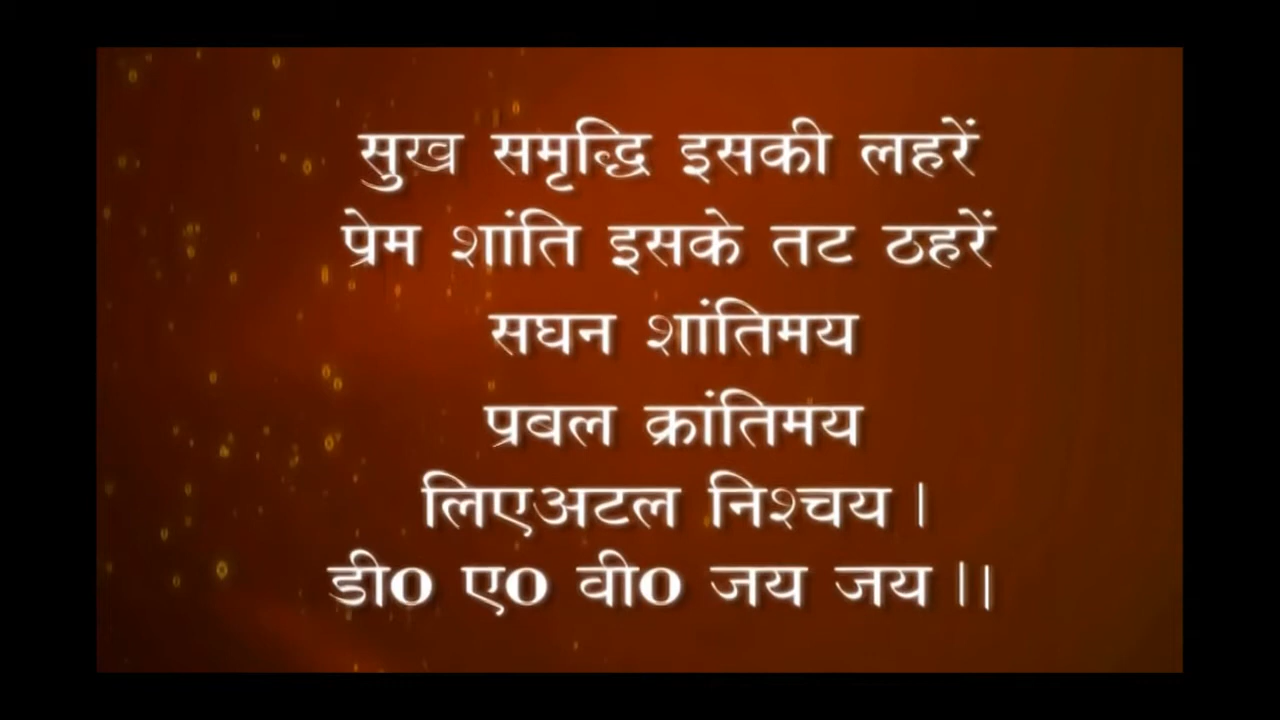 सुख समृद्धि इसकी लहरें
प्रेम शांति इसके तट ठहरें
सघन शांतिमय
प्रबल क्रांतिमय
लिएअटल निश्चय ।
डी0 ए0 वी0 जय जय ।।